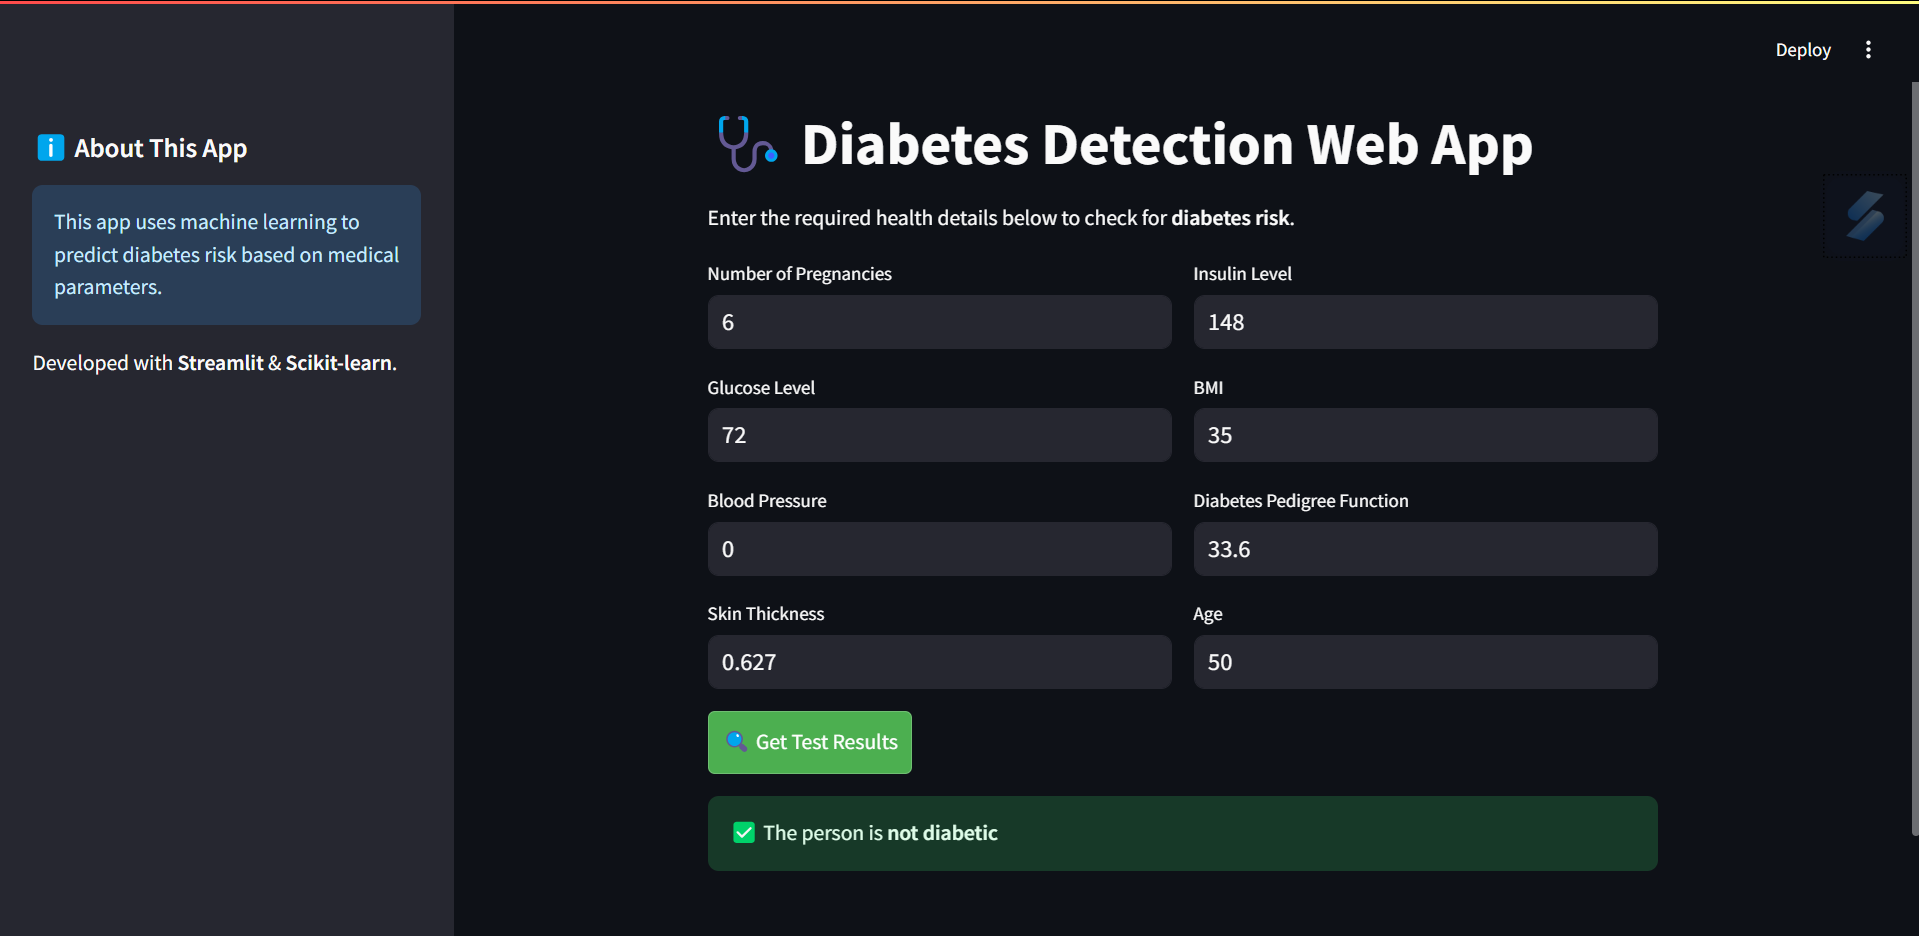 Deploy
About This App
This app uses machine learning to
predict diabetes risk based on medical
parameters.
Developed with Streamlit & Scikit-learn.
Diabetes Detection Web App
Enter the required health details below to check for diabetes risk.
Number of Pregnancies
6
Glucose Level
72
Blood Pressure
0
Skin Thickness
0.627
Insulin Level
148
BMI
35
Diabetes Pedigree Function
33.6
Age
50
Get Test Results
The person is not diabetic